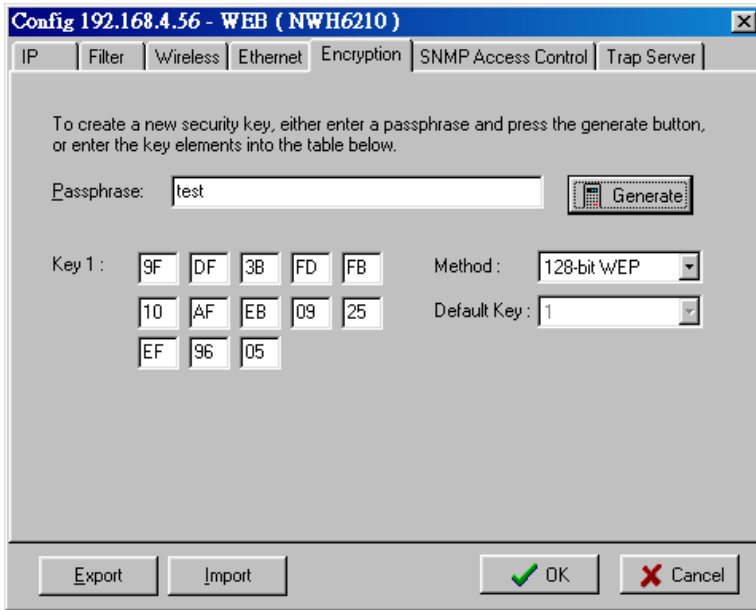 Config 192.168.4.56 - WEB ( NWH6210 )
IP Filter Wireless Ethernet Encryption SNMP Access Control Trap Server
To create a new security key, either enter a passphrase and press the generate button,
or enter the key elements into the table below.
Passphrase: test Generate
Key 1 : 9F DF 3B FD FB Method : 128-bit WEP
10 AF EB 09 25 Default Key : 1
EF 96 05
Export Import OK Cancel